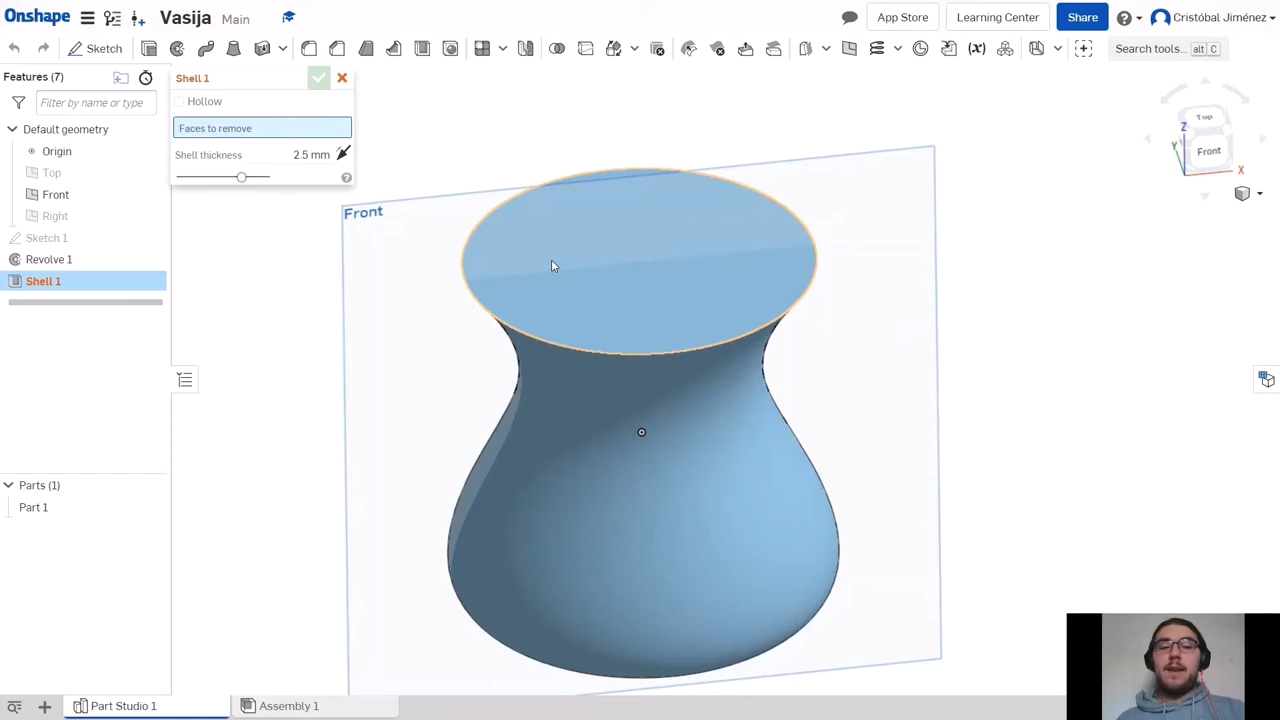 Onshape
Vasija
Main
App Store
Learning Center
Share
Cristóbal Jiménez
Sketch
Search tools... alt C
Features (7)
Filter by name or type
Default geometry
Origin
Top
Front
Right
Sketch 1
Revolve 1
Shell 1
Parts (1)
Part 1
Shell 1
Hollow
Faces to remove
Shell thickness 2.5 mm
Front
Top
Front
Z
Y
X
Part Studio 1
Assembly 1